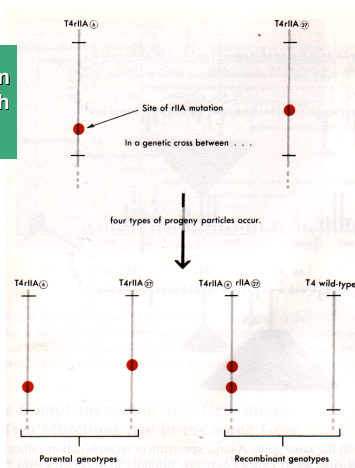 T4rIIA⑥ T4rIIA㉗
n
h
Site of rIIA mutation
In a genetic cross between . . .
four types of progeny particles occur.
T4rIIA⑥ T4rIIA㉗ T4rIIA⑥ rIIA㉗ T4 wild-type
Parental genotypes Recombinant genotypes